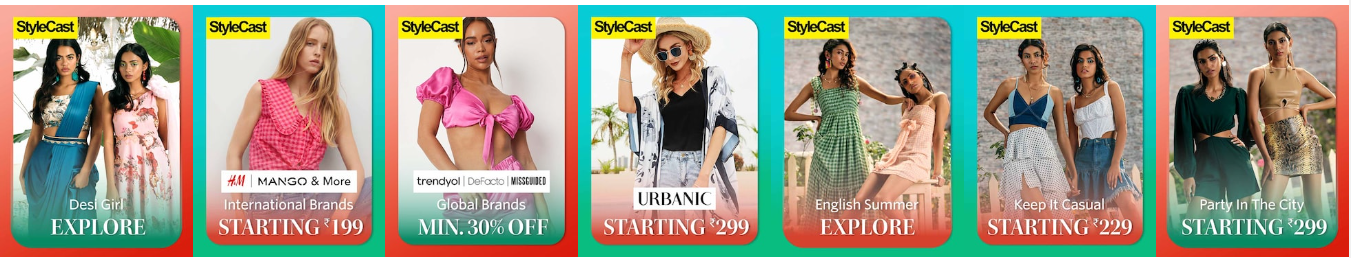 StyleCast
Desi Girl
EXPLORE
StyleCast
H&M | MANGO & More
International Brands
STARTING ₹199
StyleCast
trendyol | DeFacto | MISSGUIDED
Global Brands
MIN. 30% OFF
StyleCast
URBANIC
STARTING ₹299
StyleCast
English Summer
EXPLORE
StyleCast
Keep It Casual
STARTING ₹229
StyleCast
Party In The City
STARTING ₹299